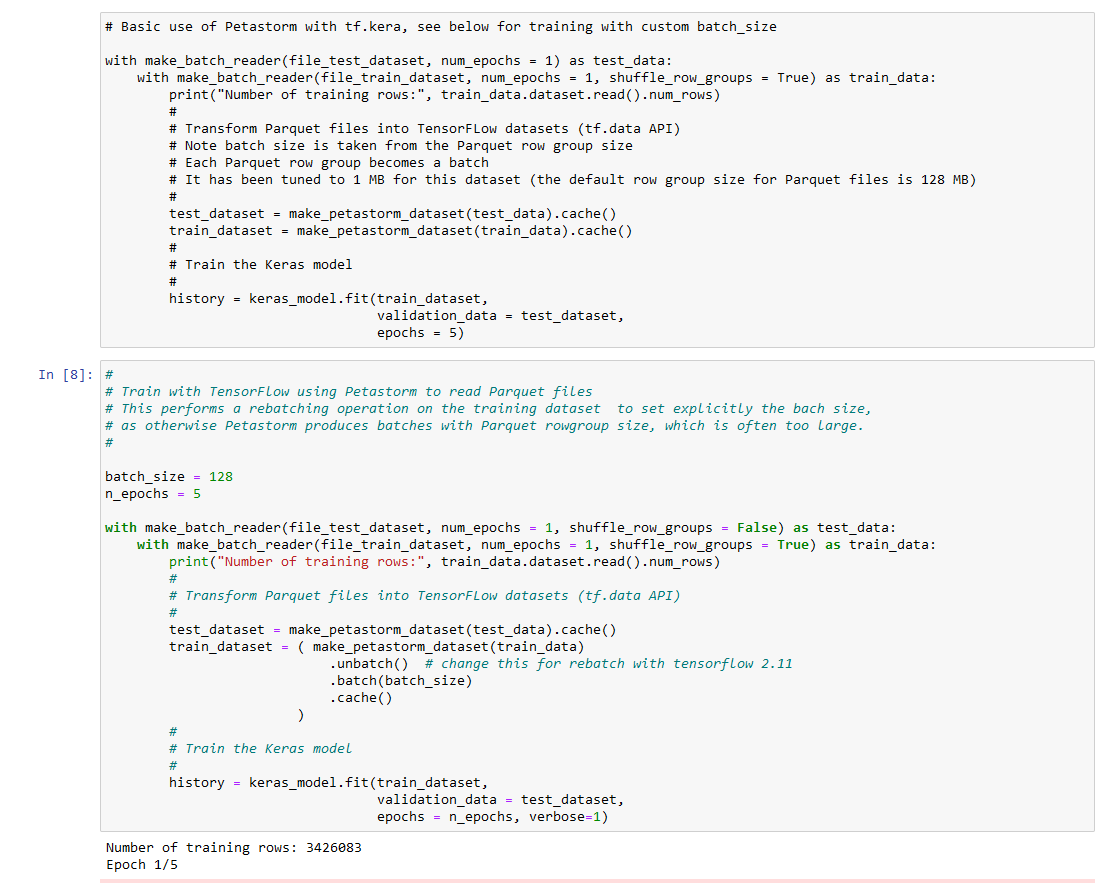 # Basic use of Petastorm with tf.kera, see below for training with custom batch_size

with make_batch_reader(file_test_dataset, num_epochs = 1) as test_data:
    with make_batch_reader(file_train_dataset, num_epochs = 1, shuffle_row_groups = True) as train_data:
        print("Number of training rows:", train_data.dataset.read().num_rows)
        #
        # Transform Parquet files into TensorFLow datasets (tf.data API)
        # Note batch size is taken from the Parquet row group size
        # Each Parquet row group becomes a batch
        # It has been tuned to 1 MB for this dataset (the default row group size for Parquet files is 128 MB)
        #
        test_dataset = make_petastorm_dataset(test_data).cache()
        train_dataset = make_petastorm_dataset(train_data).cache()
        #
        # Train the Keras model
        #
        history = keras_model.fit(train_dataset,
                                  validation_data = test_dataset,
                                  epochs = 5)
In [8]:
#
# Train with TensorFlow using Petastorm to read Parquet files
# This performs a rebatching operation on the training dataset  to set explicitly the bach size,
# as otherwise Petastorm produces batches with Parquet rowgroup size, which is often too large.
#

batch_size = 128
n_epochs = 5

with make_batch_reader(file_test_dataset, num_epochs = 1, shuffle_row_groups = False) as test_data:
    with make_batch_reader(file_train_dataset, num_epochs = 1, shuffle_row_groups = True) as train_data:
        print("Number of training rows:", train_data.dataset.read().num_rows)
        #
        # Transform Parquet files into TensorFLow datasets (tf.data API)
        #
        test_dataset = make_petastorm_dataset(test_data).cache()
        train_dataset = ( make_petastorm_dataset(train_data)
                            .unbatch()  # change this for rebatch with tensorflow 2.11
                            .batch(batch_size)
                            .cache()
                        )
        #
        # Train the Keras model
        #
        history = keras_model.fit(train_dataset,
                                  validation_data = test_dataset,
                                  epochs = n_epochs, verbose=1)
Number of training rows: 3426083
Epoch 1/5